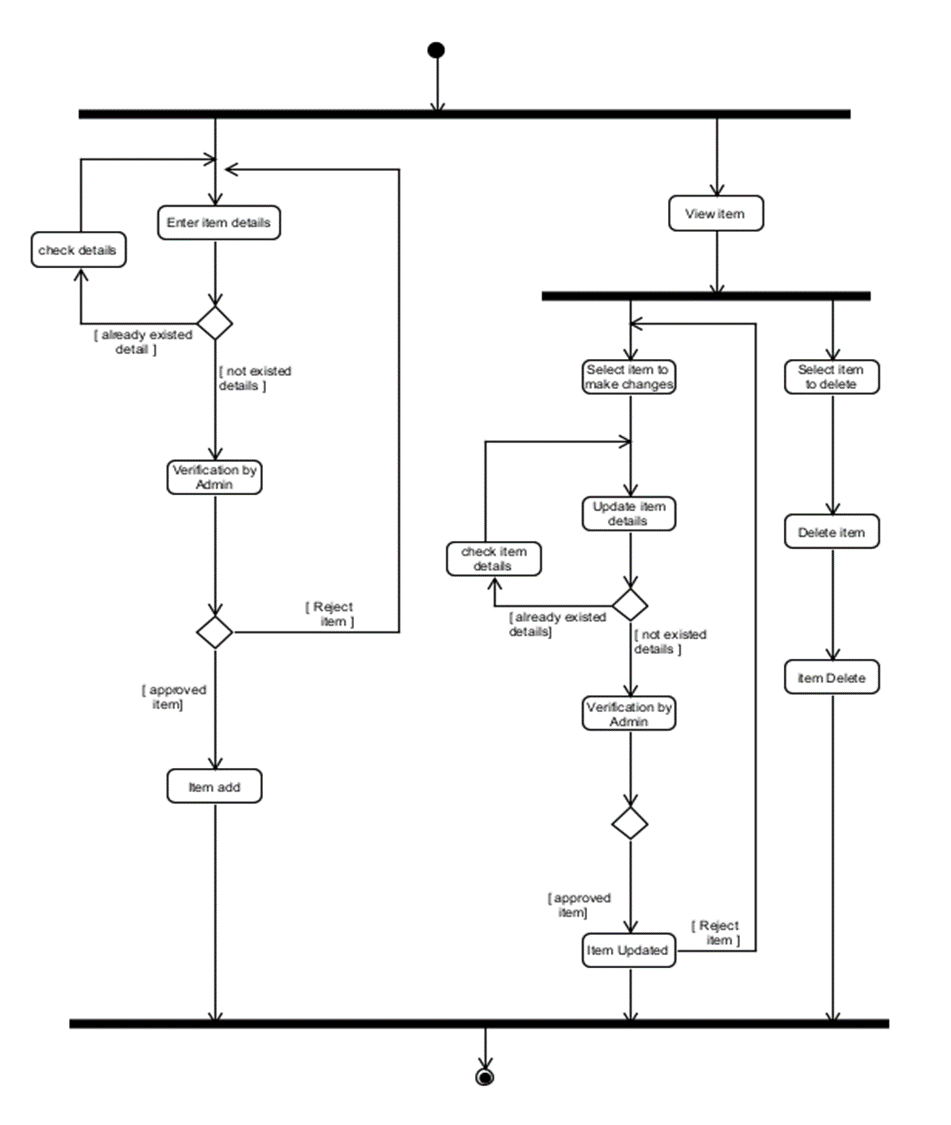 Enter item details
check details
[ already existed
detail ]
[ not existed
details ]
Verification by
Admin
[ Reject
item ]
[ approved
item]
Item add
View item
Select item to
make changes
Update item
details
check item
details
[already existed
details]
[ not existed
details ]
Verification by
Admin
[approved
item]
Item Updated
[ Reject
item ]
Select item
to delete
Delete item
item Delete